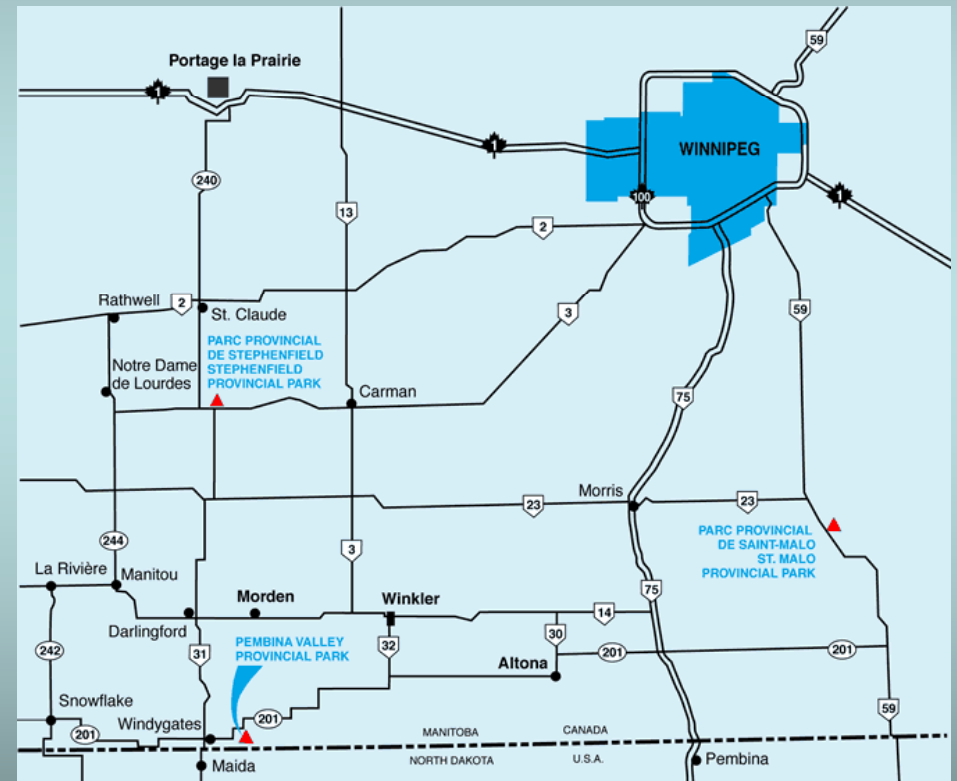 59
Portage la Prairie
1
1
WINNIPEG
240
100
1
13
2
Rathwell
2
St. Claude
3
59
PARC PROVINCIAL
DE STEPHENFIELD
STEPHENFIELD
PROVINCIAL PARK
Notre Dame
de Lourdes
Carman
75
Morris
23
23
PARC PROVINCIAL
DE SAINT-MALO
ST. MALO
PROVINCIAL PARK
244
3
La Rivière
Manitou
Morden
Winkler
75
14
Darlingford
30
242
31
PEMBINA VALLEY
PROVINCIAL PARK
32
201
201
Altona
Snowflake
59
Windygates
201
201
MANITOBA
CANADA
NORTH DAKOTA
U.S.A.
Maida
Pembina